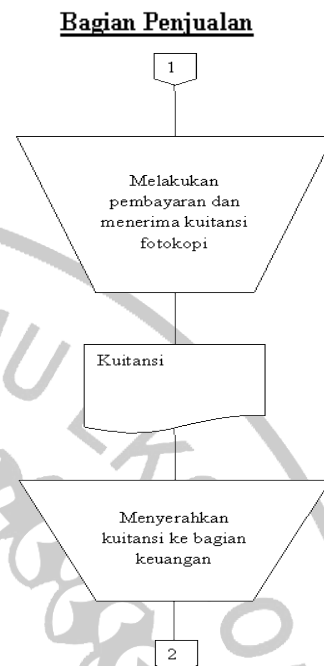 Bagian Penjualan
1
Melakukan
pembayaran dan
menerima kuitansi
fotokopi
Kuitansi
Menyerahkan
kuitansi ke bagian
keuangan
2